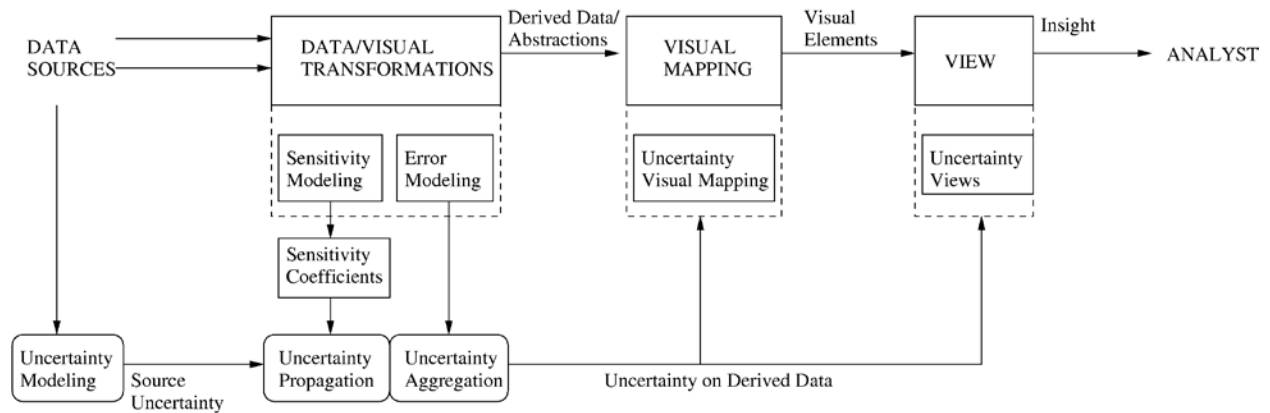 DATA
SOURCES
DATA/VISUAL
TRANSFORMATIONS
Derived Data/
Abstractions
VISUAL
MAPPING
Visual
Elements
VIEW
Insight
ANALYST
Sensitivity
Modeling
Error
Modeling
Uncertainty
Visual Mapping
Uncertainty
Views
Sensitivity
Coefficients
Uncertainty
Modeling
Source
Uncertainty
Uncertainty
Propagation
Uncertainty
Aggregation
Uncertainty on Derived Data